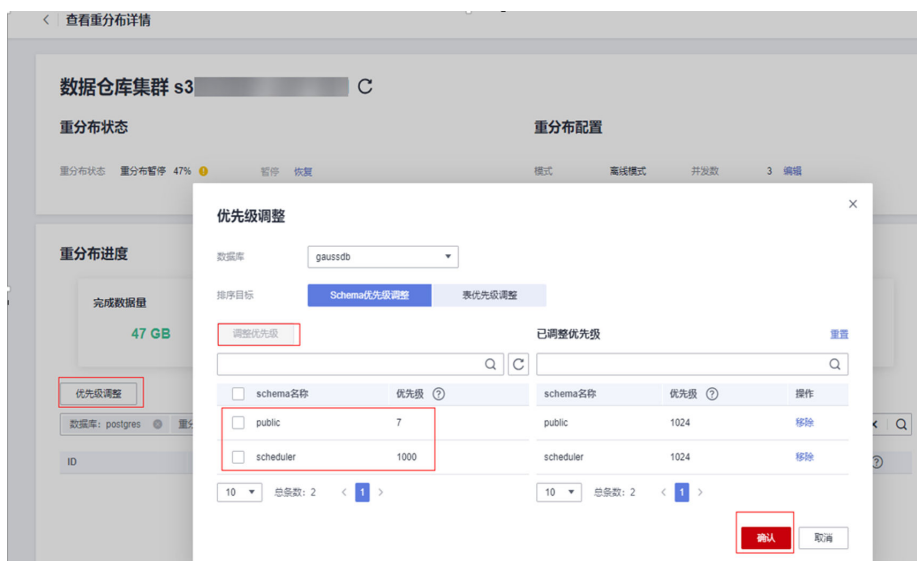 查看重分布详情
数据仓库集群 s3
重分布状态
重分布配置
重分布状态 重分布暂停 47% 暂停 恢复 模式 离线模式 并发数 3 编辑
优先级调整
重分布进度
数据库 gaussdb
排序目标 Schema优先级调整 表优先级调整
完成数据量
47 GB
调整优先级 已调整优先级 重置
优先级调整
schema名称 优先级 schema名称 优先级 操作
数据库: postgres
public 7 public 1024 移除
ID
scheduler 1000 scheduler 1024 移除
10 总条数: 2 1 10 总条数: 2 1
确认 取消